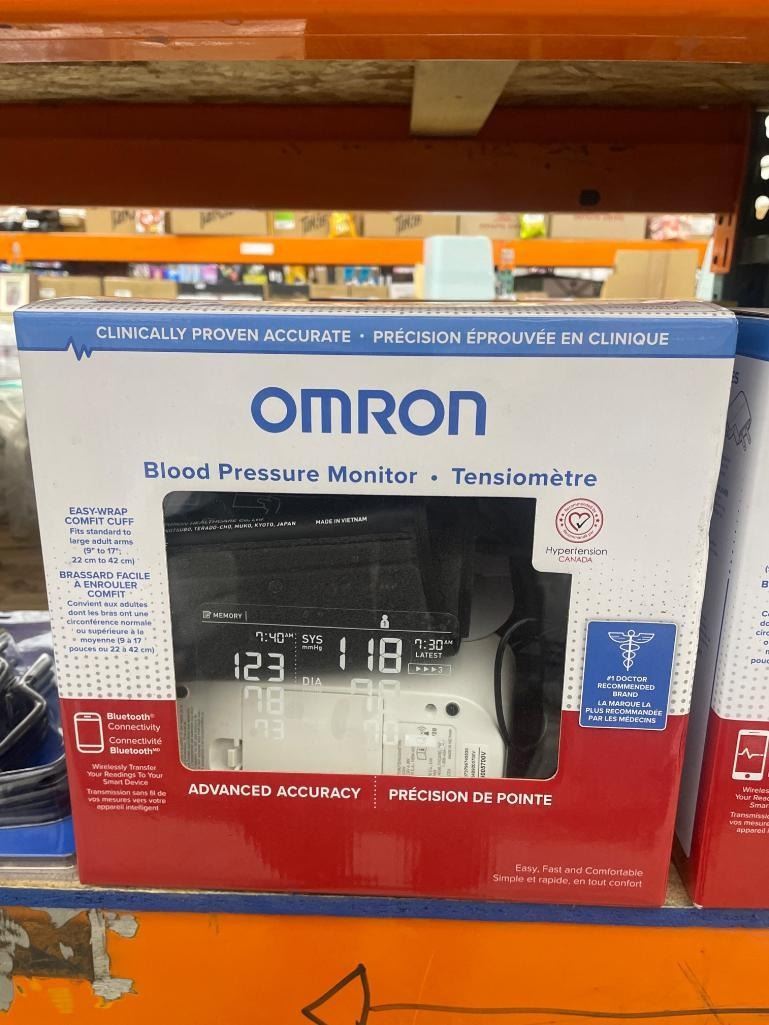 CLINICALLY PROVEN ACCURATE • PRÉCISION ÉPROUVÉE EN CLINIQUE
OMRON
Blood Pressure Monitor • Tensiomètre
EASY-WRAP
COMFIT CUFF
Fits standard to
large adult arms
(9" to 17";
22 cm to 42 cm)
BRASSARD FACILE
À ENROULER
COMFIT
Convient aux adultes
dont les bras ont une
circonférence normale
ou supérieure à la
moyenne (9 à 17
pouces ou 22 à 42 cm)
KYOTO, JAPAN
MADE IN VIETNAM
Hypertension
CANADA
MEMORY
7:40AM
SYS
mmHg
7:30AM
LATEST
123
118
3
DIA
78
73
#1 DOCTOR
RECOMMENDED
BRAND
LA MARQUE LA
PLUS RECOMMANDÉE
PAR LES MÉDECINS
Bluetooth®
Connectivity
Connectivité
BluetoothMD
Wirelessly Transfer
Your Readings To Your
Smart Device
Transmission sans fil de
vos mesures vers votre
appareil intelligent
ADVANCED ACCURACY
PRÉCISION DE POINTE
Easy, Fast and Comfortable
Simple et rapide, en tout confort